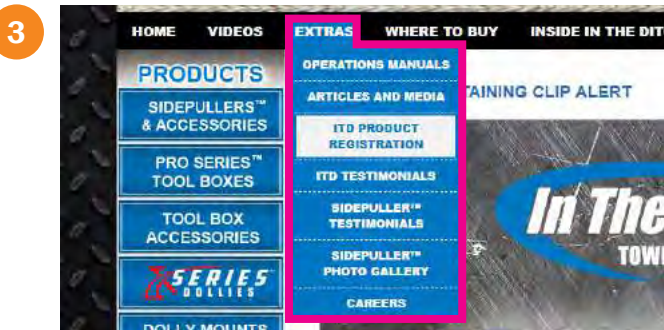 3
HOME VIDEOS EXTRAS WHERE TO BUY INSIDE IN THE DIT
PRODUCTS
SIDEPULLERS™
& ACCESSORIES
PRO SERIES™
TOOL BOXES
TOOL BOX
ACCESSORIES
X SERIES
DOLLIES
DOLLY MOUNTS
OPERATIONS MANUALS
ARTICLES AND MEDIA
ITD PRODUCT
REGISTRATION
ITD TESTIMONIALS
SIDEPULLER™
TESTIMONIALS
SIDEPULLER™
PHOTO GALLERY
CAREERS
TAINING CLIP ALERT
In The
TOW